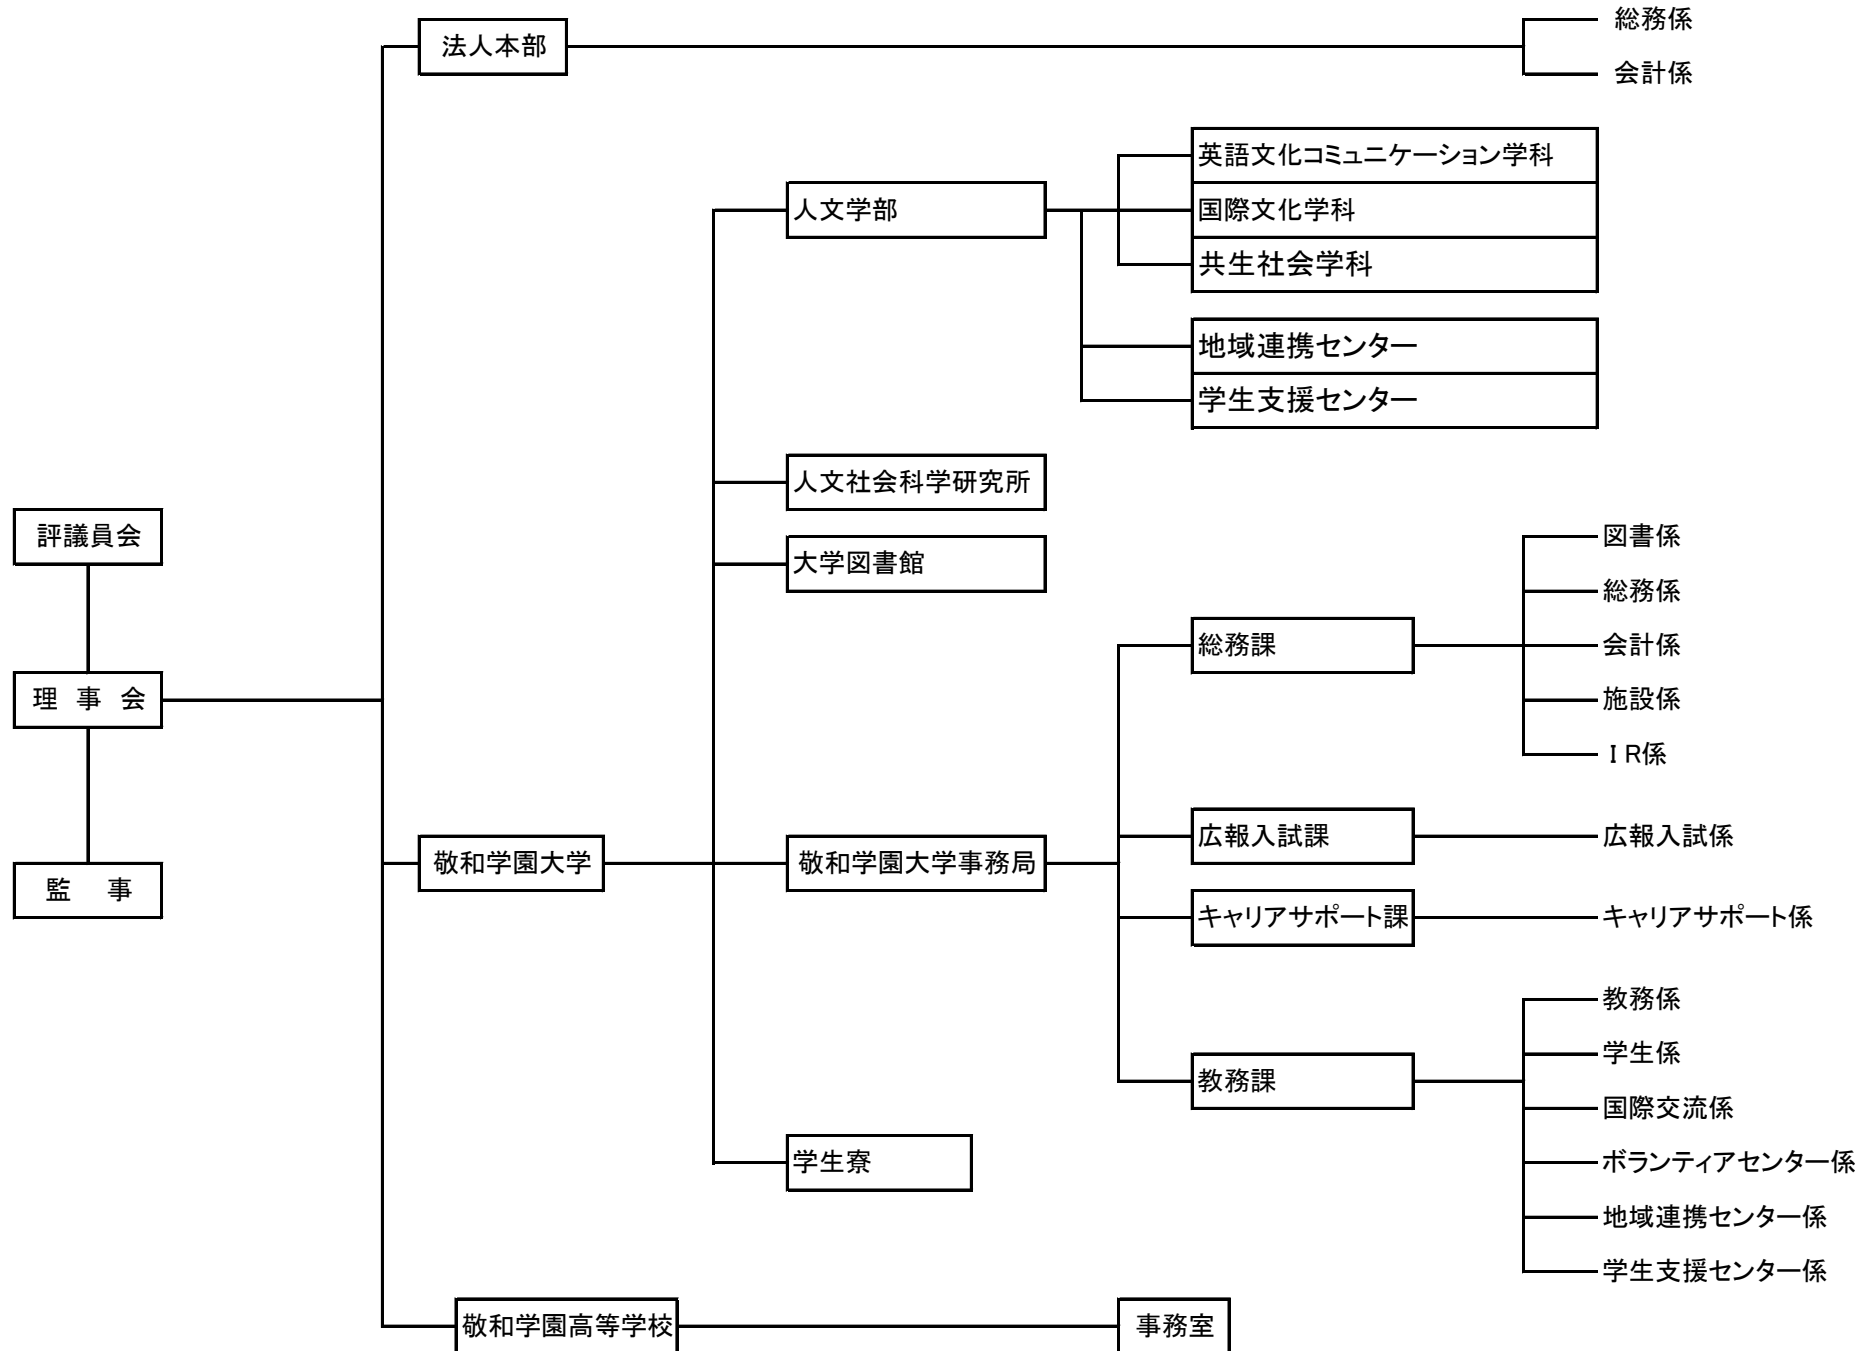 総務係
法人本部
会計係
英語文化コミュニケーション学科
人文学部
国際文化学科
共生社会学科
地域連携センター
学生支援センター
人文社会科学研究所
評議員会
図書係
大学図書館
総務係
総務課
会計係
理 事 会
施設係
ＩＲ係
敬和学園大学
敬和学園大学事務局
広報入試課
広報入試係
監 事
キャリアサポート課
キャリアサポート係
教務係
学生係
教務課
国際交流係
学生寮
ボランティアセンター係
地域連携センター係
学生支援センター係
敬和学園高等学校
事務室